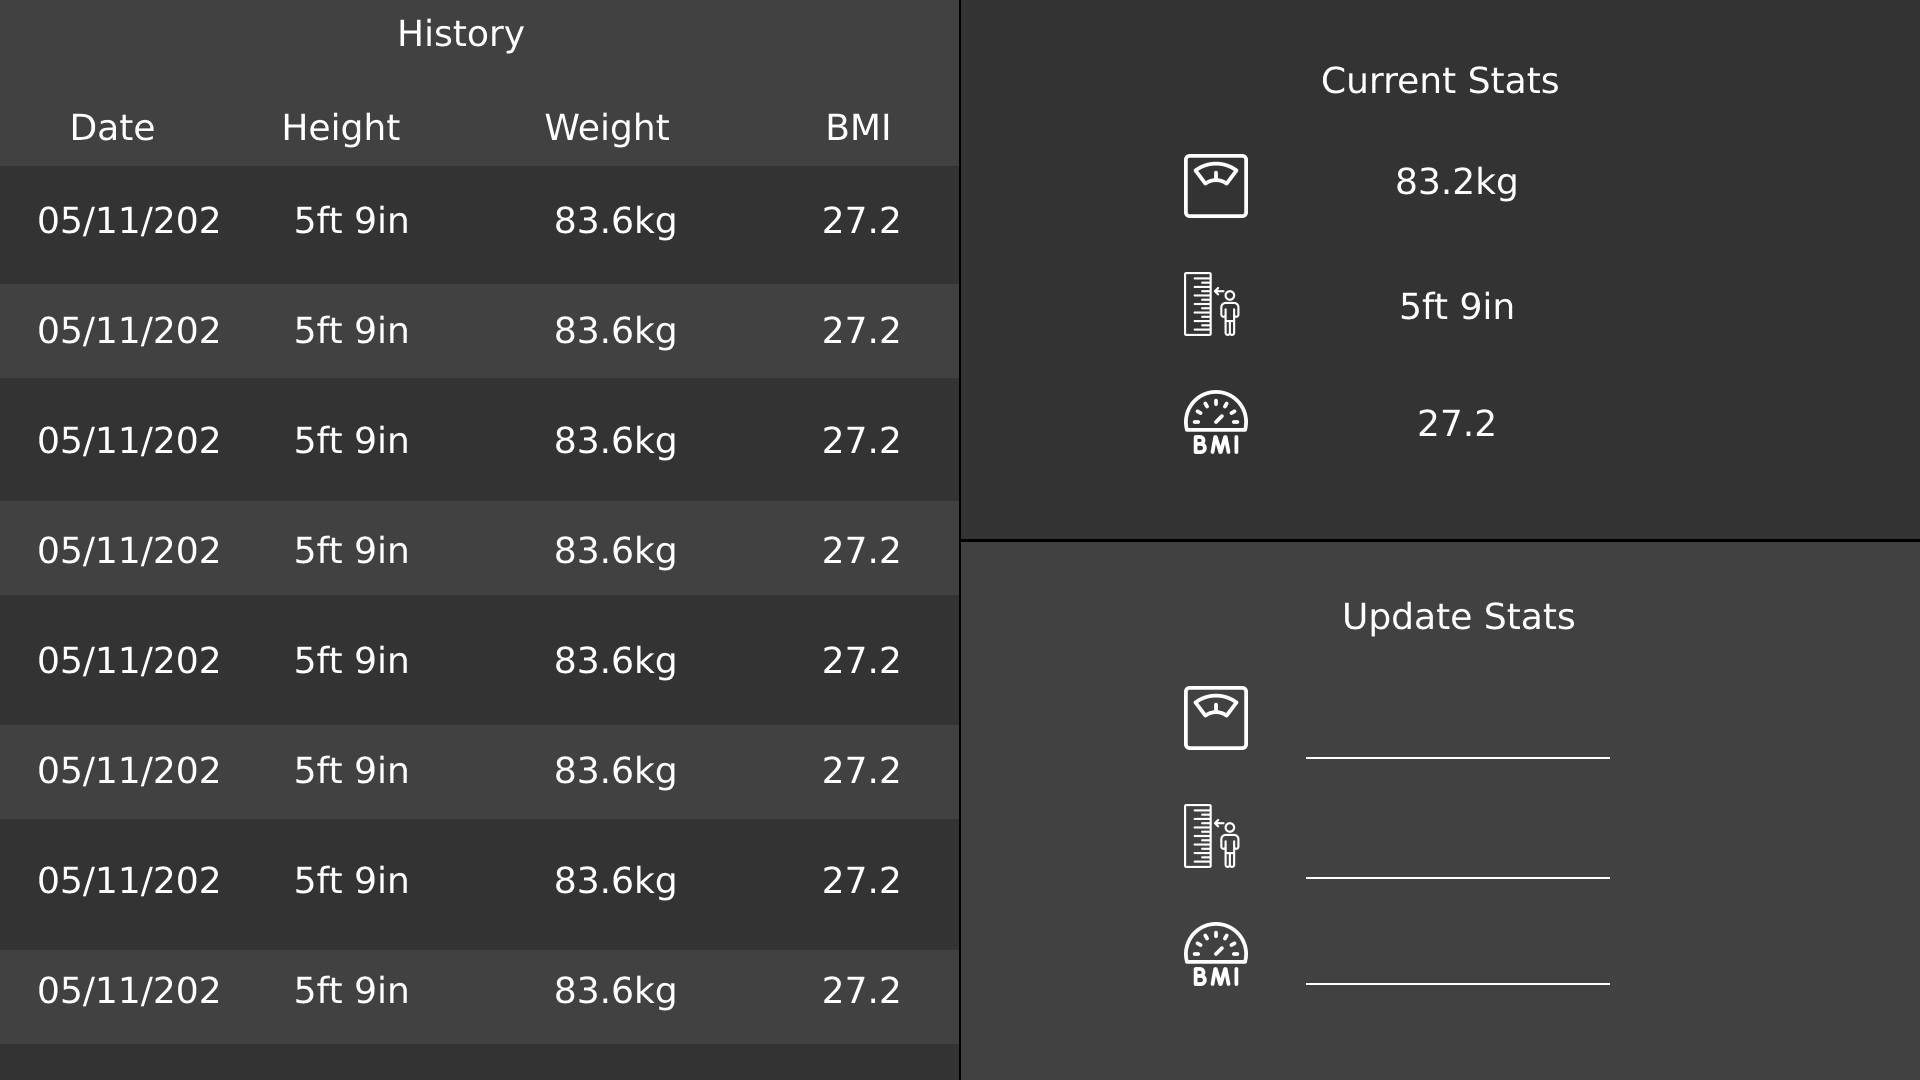 History
Date Height Weight BMI
05/11/202 5ft 9in 83.6kg 27.2
05/11/202 5ft 9in 83.6kg 27.2
05/11/202 5ft 9in 83.6kg 27.2
05/11/202 5ft 9in 83.6kg 27.2
05/11/202 5ft 9in 83.6kg 27.2
05/11/202 5ft 9in 83.6kg 27.2
05/11/202 5ft 9in 83.6kg 27.2
05/11/202 5ft 9in 83.6kg 27.2
Current Stats
83.2kg
5ft 9in
BMI 27.2
Update Stats
BMI